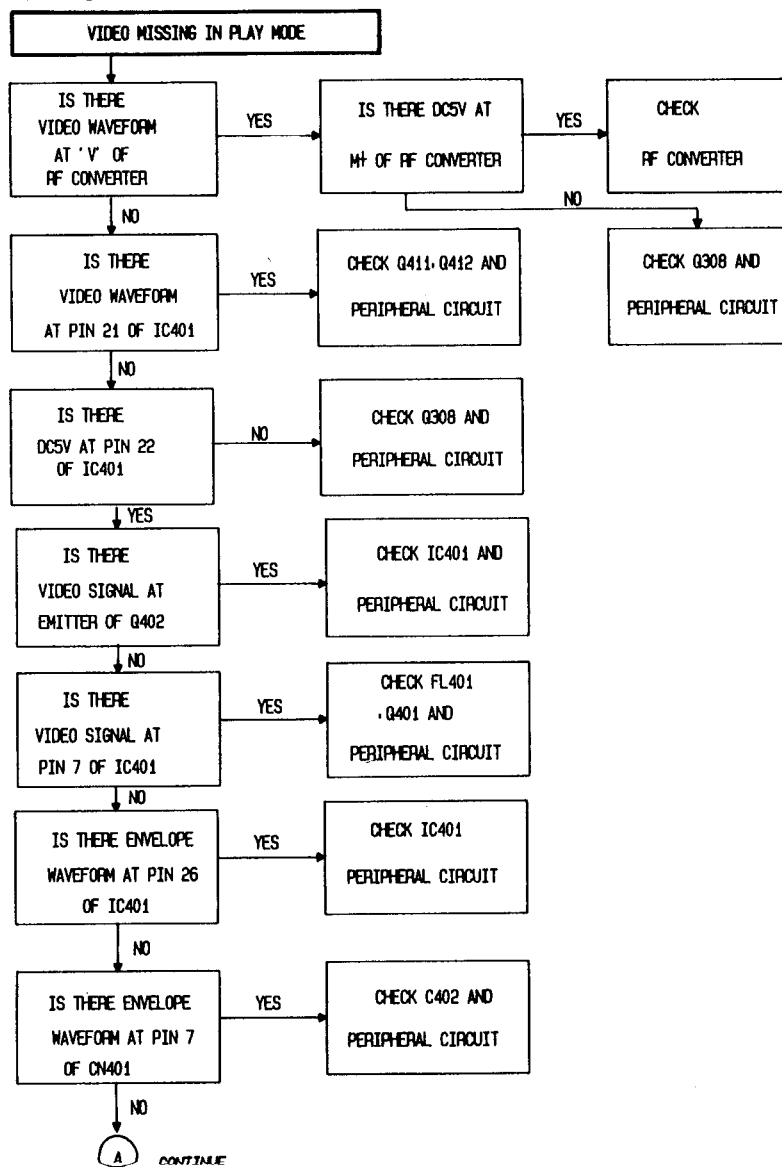 VIDEO MISSING IN PLAY MODE
IS THERE
VIDEO WAVEFORM
AT 'V' OF
RF CONVERTER
YES
IS THERE DC5V AT
M+ OF RF CONVERTER
YES
CHECK
RF CONVERTER
NO
NO
IS THERE
VIDEO WAVEFORM
AT PIN 21 OF IC401
YES
CHECK Q411, Q412 AND
PERIPHERAL CIRCUIT
CHECK Q308 AND
PERIPHERAL CIRCUIT
NO
IS THERE
DC5V AT PIN 22
OF IC401
NO
CHECK Q308 AND
PERIPHERAL CIRCUIT
YES
IS THERE
VIDEO SIGNAL AT
EMITTER OF Q402
YES
CHECK IC401 AND
PERIPHERAL CIRCUIT
NO
IS THERE
VIDEO SIGNAL AT
PIN 7 OF IC401
YES
CHECK FL401
, Q401 AND
PERIPHERAL CIRCUIT
NO
IS THERE ENVELOPE
WAVEFORM AT PIN 26
OF IC401
YES
CHECK IC401
PERIPHERAL CIRCUIT
NO
IS THERE ENVELOPE
WAVEFORM AT PIN 7
OF CN401
YES
CHECK C402 AND
PERIPHERAL CIRCUIT
NO
A CONTINUE